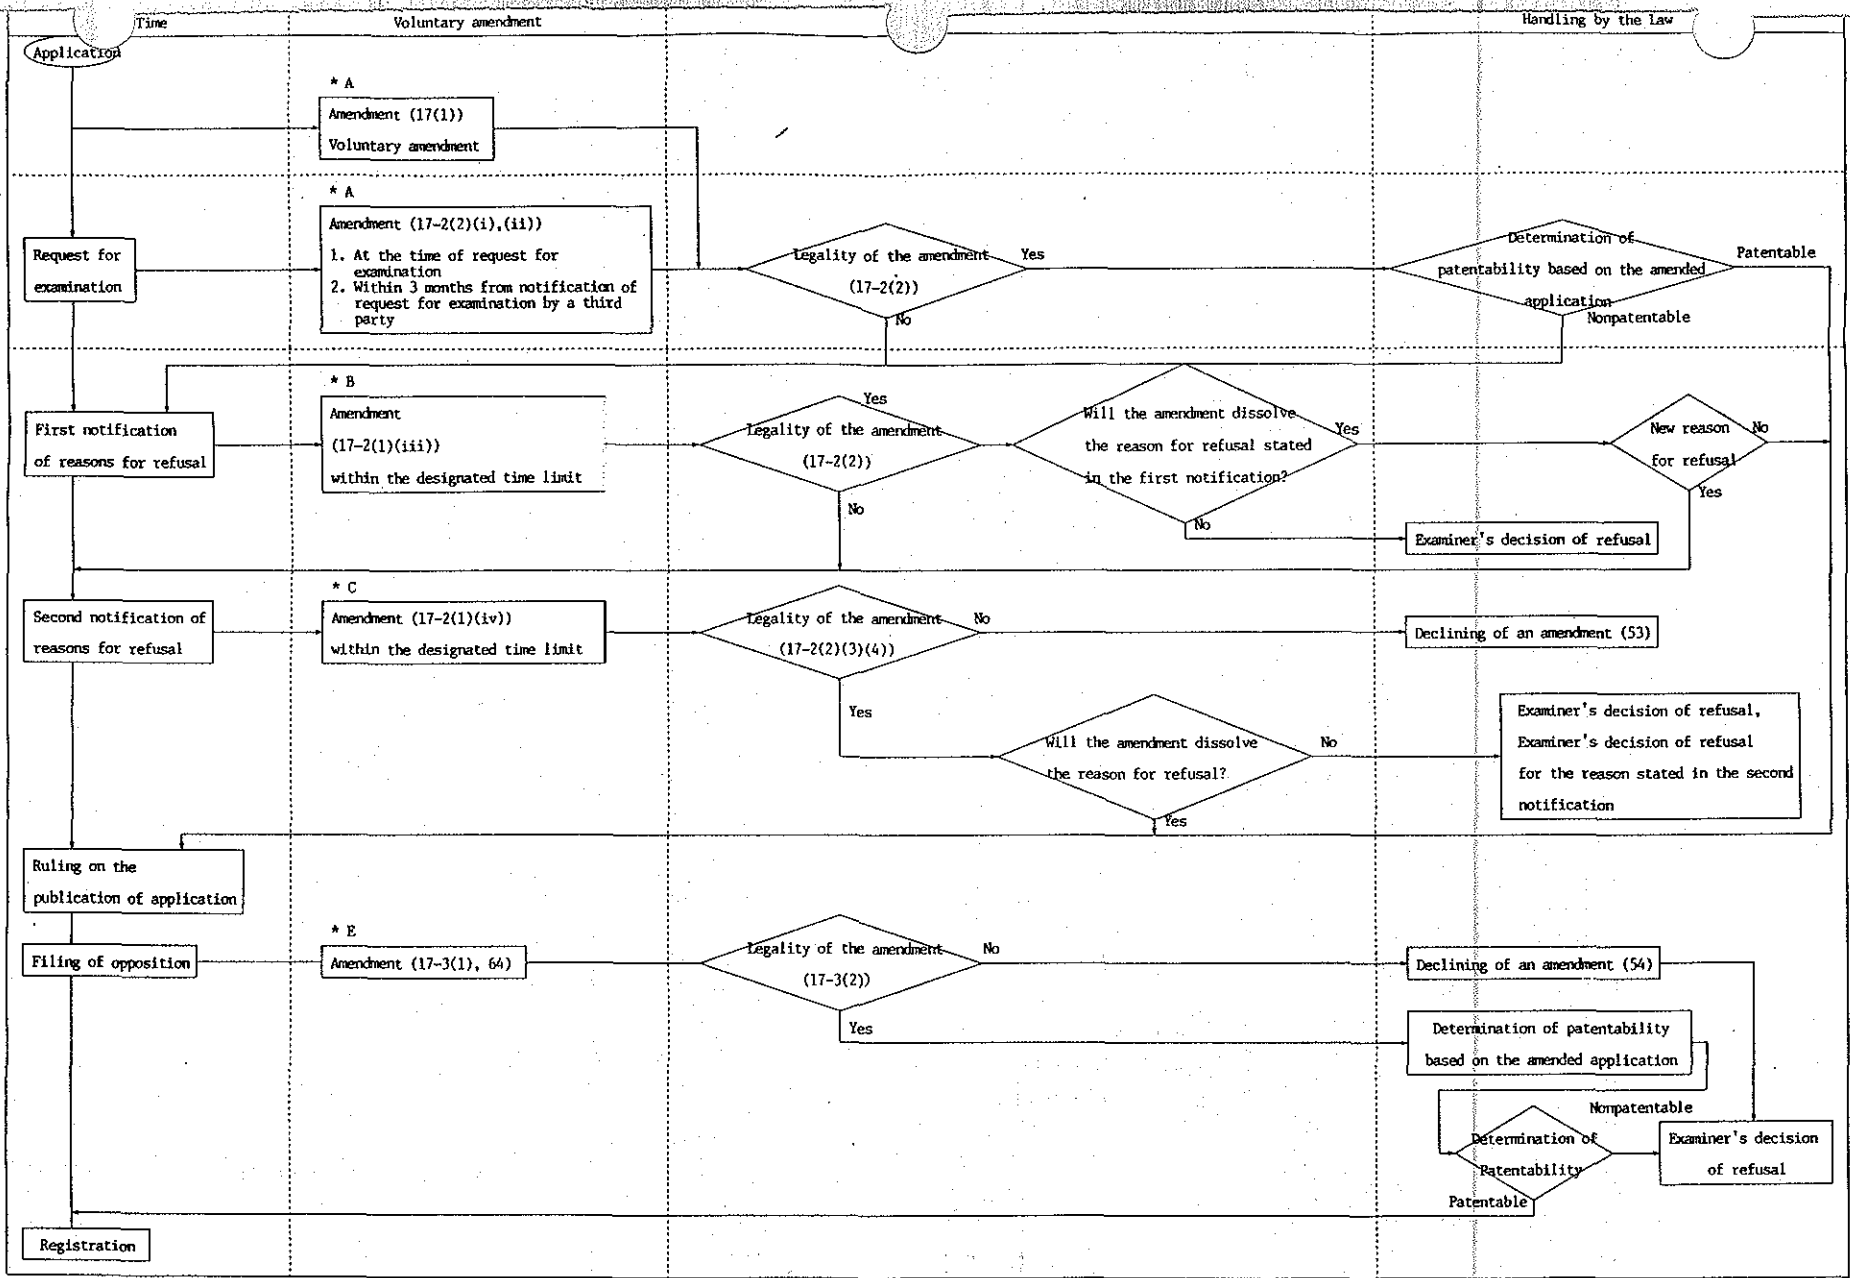 Time
Voluntary amendment
Handling by the law
Application
* A
Amendment (17(1))
Voluntary amendment
* A
Amendment (17-2(2)(i),(ii))
1. At the time of request for
examination
2. Within 3 months from notification of
request for examination by a third
party
Request for
examination
Legality of the amendment
(17-2(2))
Yes
No
Determination of
patentability based on the amended
application
Patentable
Nonpatentable
* B
First notification
of reasons for refusal
Amendment
(17-2(1)(iii))
within the designated time limit
Legality of the amendment
(17-2(2))
Yes
No
Will the amendment dissolve
the reason for refusal stated
in the first notification?
Yes
No
New reason
for refusal
No
Yes
Examiner's decision of refusal
* C
Second notification of
reasons for refusal
Amendment (17-2(1)(iv))
within the designated time limit
Legality of the amendment
(17-2(2)(3)(4))
No
Yes
Declining of an amendment (53)
Will the amendment dissolve
the reason for refusal?
No
Yes
Examiner's decision of refusal,
Examiner's decision of refusal
for the reason stated in the second
notification
Ruling on the
publication of application
* E
Filing of opposition
Amendment (17-3(1), 64)
Legality of the amendment
(17-3(2))
No
Yes
Declining of an amendment (54)
Determination of patentability
based on the amended application
Nonpatentable
Determination of
Patentability
Patentable
Examiner's decision
of refusal
Registration